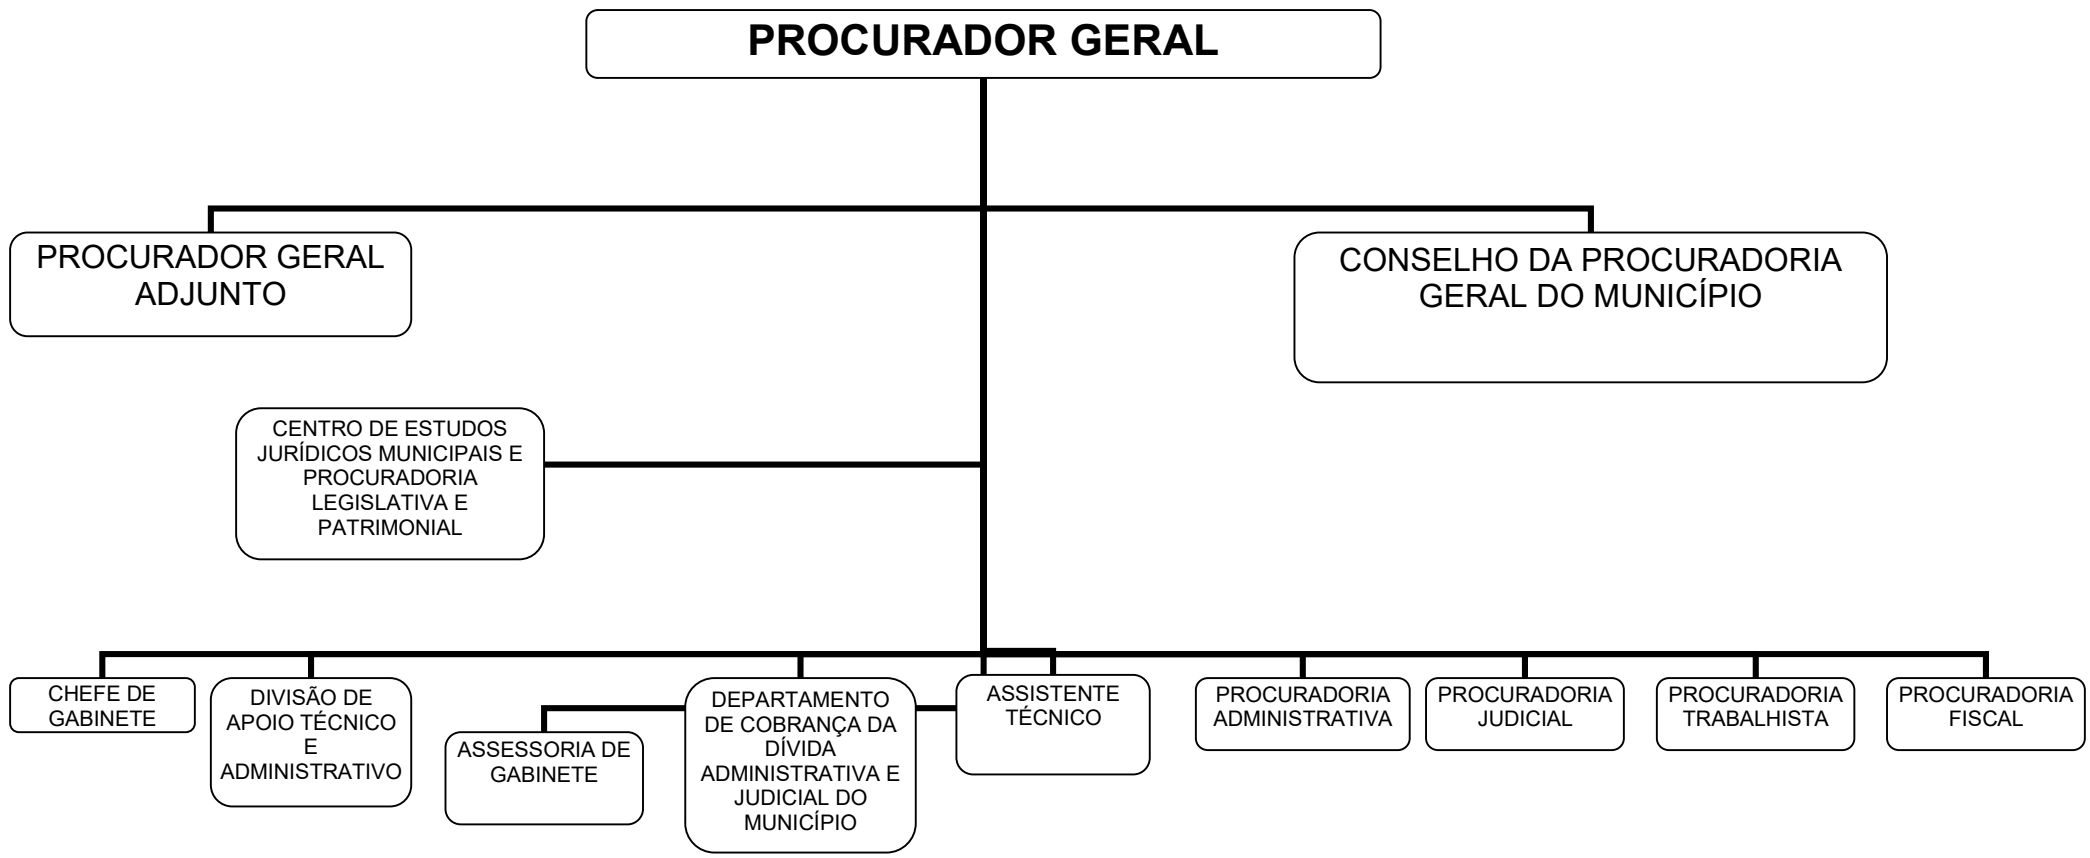 PROCURADOR GERAL
PROCURADOR GERAL
ADJUNTO
CONSELHO DA PROCURADORIA
GERAL DO MUNICÍPIO
CENTRO DE ESTUDOS
JURÍDICOS MUNICIPAIS E
PROCURADORIA
LEGISLATIVA E
PATRIMONIAL
CHEFE DE
GABINETE
DIVISÃO DE
APOIO TÉCNICO
E
ADMINISTRATIVO
ASSESSORIA DE
GABINETE
DEPARTAMENTO
DE COBRANÇA DA
DÍVIDA
ADMINISTRATIVA E
JUDICIAL DO
MUNICÍPIO
ASSISTENTE
TÉCNICO
PROCURADORIA
ADMINISTRATIVA
PROCURADORIA
JUDICIAL
PROCURADORIA
TRABALHISTA
PROCURADORIA
FISCAL